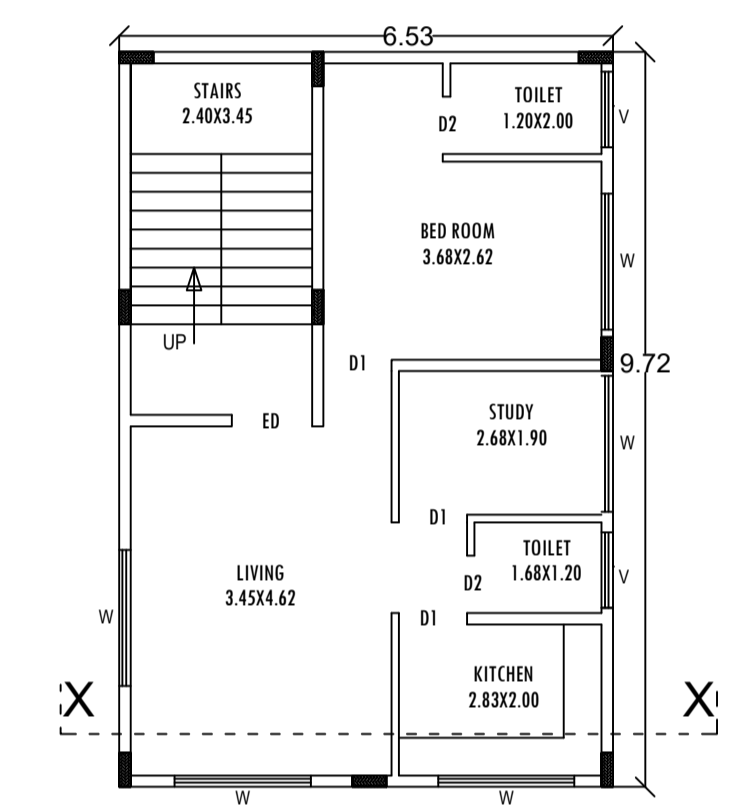 6.53
STAIRS
2.40X3.45
TOILET
1.20X2.00
V
D2
BED ROOM
3.68X2.62
W
UP
D1
9.72
STUDY
2.68X1.90
W
ED
D1
TOILET
1.68X1.20
V
D2
LIVING
3.45X4.62
W
D1
KITCHEN
2.83X2.00
X
X
W
W